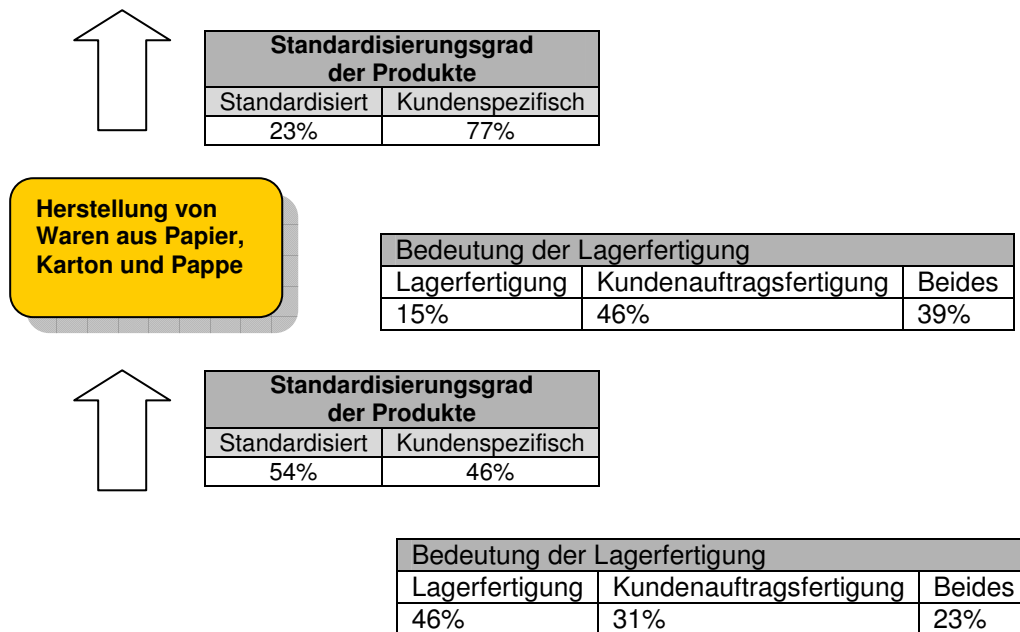 Standardisierungsgrad
der Produkte
Standardisiert Kundenspezifisch
23% 77%
Herstellung von
Waren aus Papier,
Karton und Pappe
Bedeutung der Lagerfertigung
Lagerfertigung Kundenauftragsfertigung Beides
15% 46% 39%
Standardisierungsgrad
der Produkte
Standardisiert Kundenspezifisch
54% 46%
Bedeutung der Lagerfertigung
Lagerfertigung Kundenauftragsfertigung Beides
46% 31% 23%